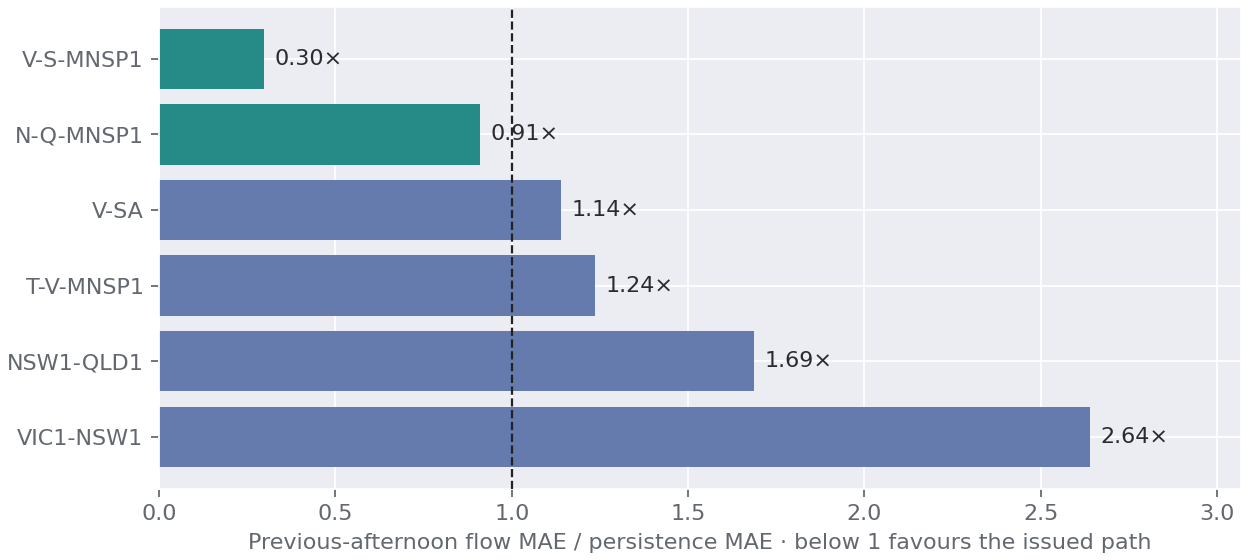 V-S-MNSP1
0.30×
N-Q-MNSP1
0.91×
V-SA
1.14×
T-V-MNSP1
1.24×
NSW1-QLD1
1.69×
VIC1-NSW1
2.64×
0.0 0.5 1.0 1.5 2.0 2.5 3.0
Previous-afternoon flow MAE / persistence MAE · below 1 favours the issued path